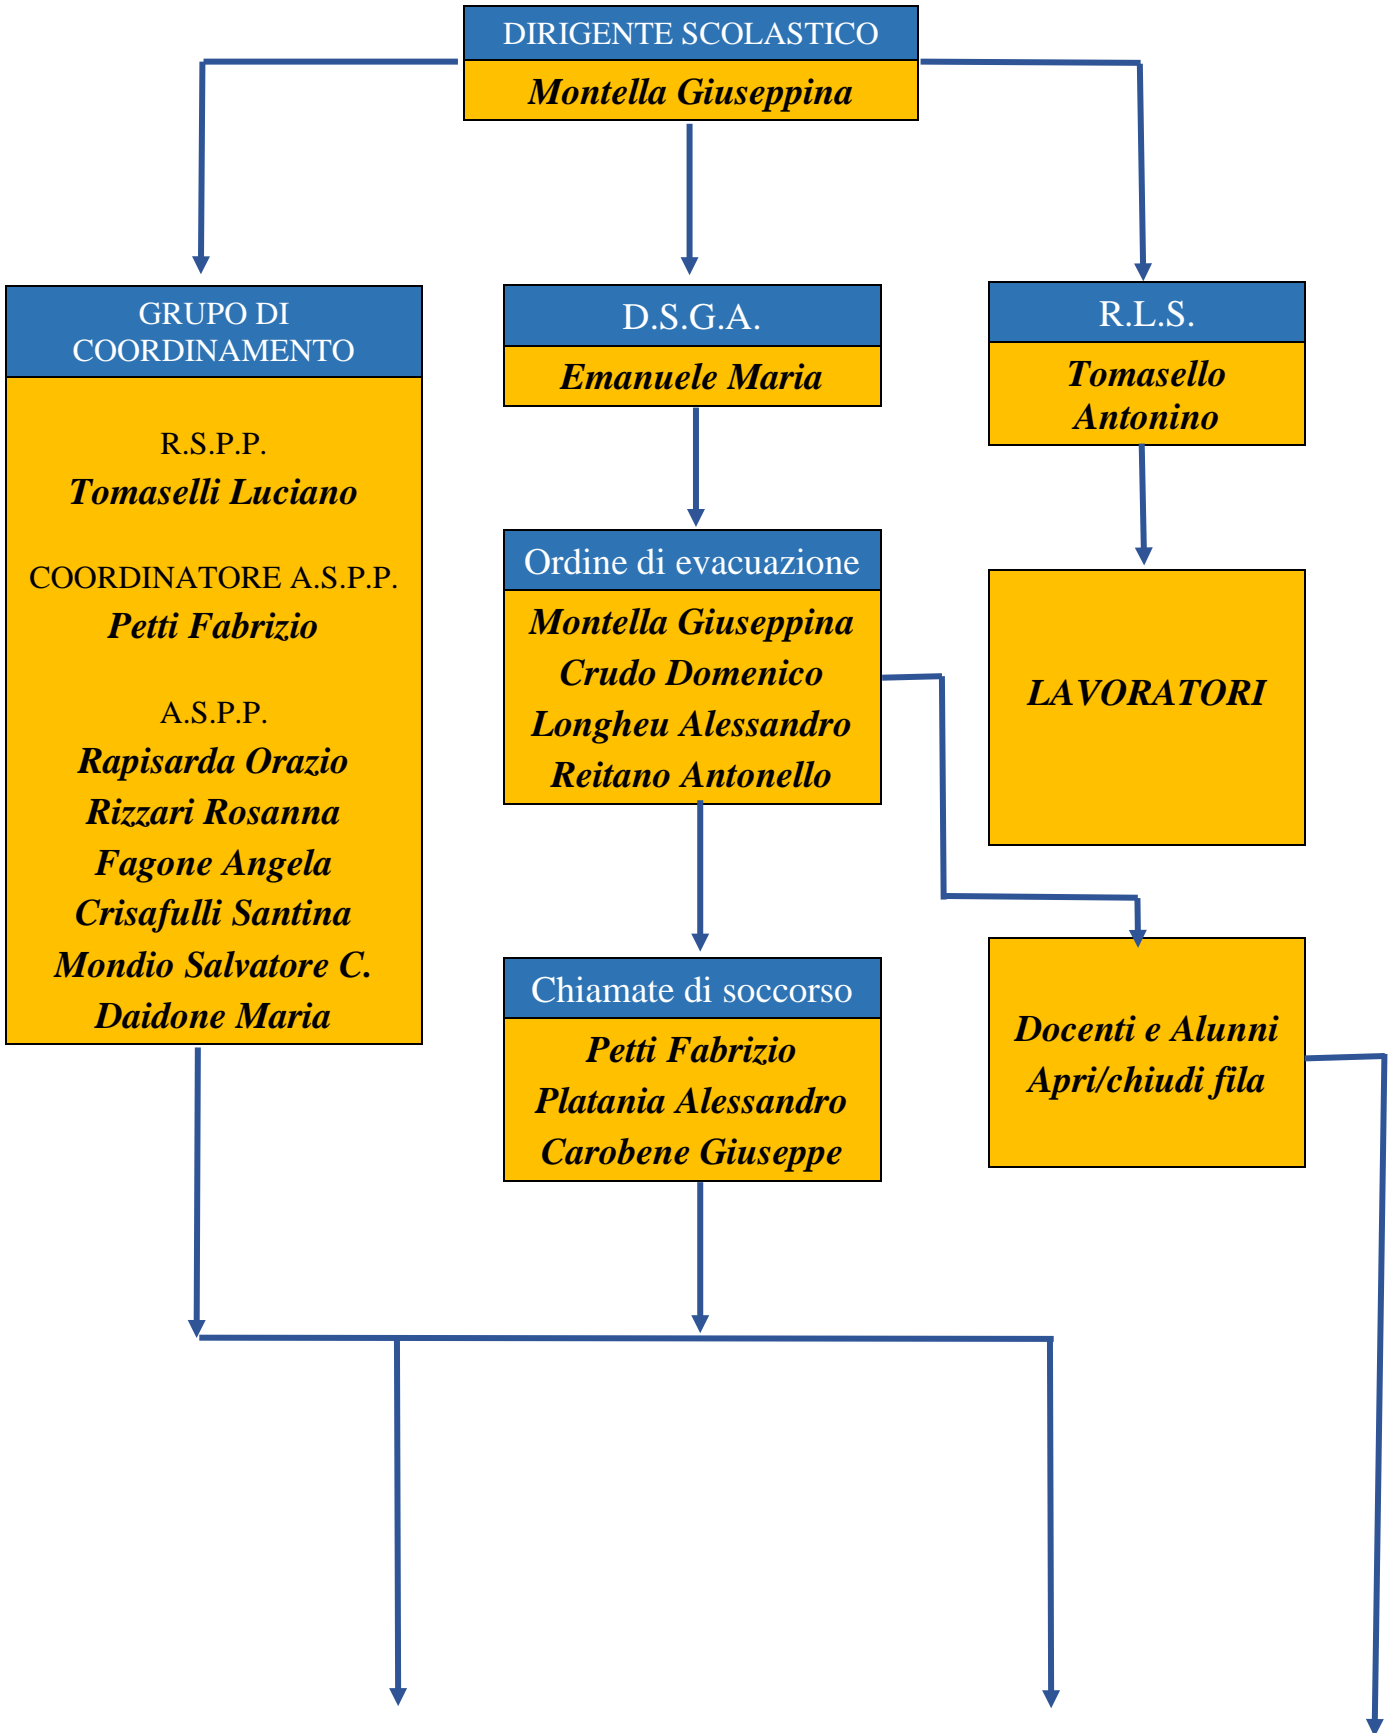 DIRIGENTE SCOLASTICO
Montella Giuseppina
GRUPO DI
COORDINAMENTO
R.S.P.P.
Tomaselli Luciano
COORDINATORE A.S.P.P.
Petti Fabrizio
A.S.P.P.
Rapisarda Orazio
Rizzari Rosanna
Fagone Angela
Crisafulli Santina
Mondio Salvatore C.
Daidone Maria
D.S.G.A.
Emanuele Maria
Ordine di evacuazione
Montella Giuseppina
Crudo Domenico
Longheu Alessandro
Reitano Antonello
Chiamate di soccorso
Petti Fabrizio
Platania Alessandro
Carobene Giuseppe
R.L.S.
Tomasello
Antonino
LAVORATORI
Docenti e Alunni
Apri/chiudi fila